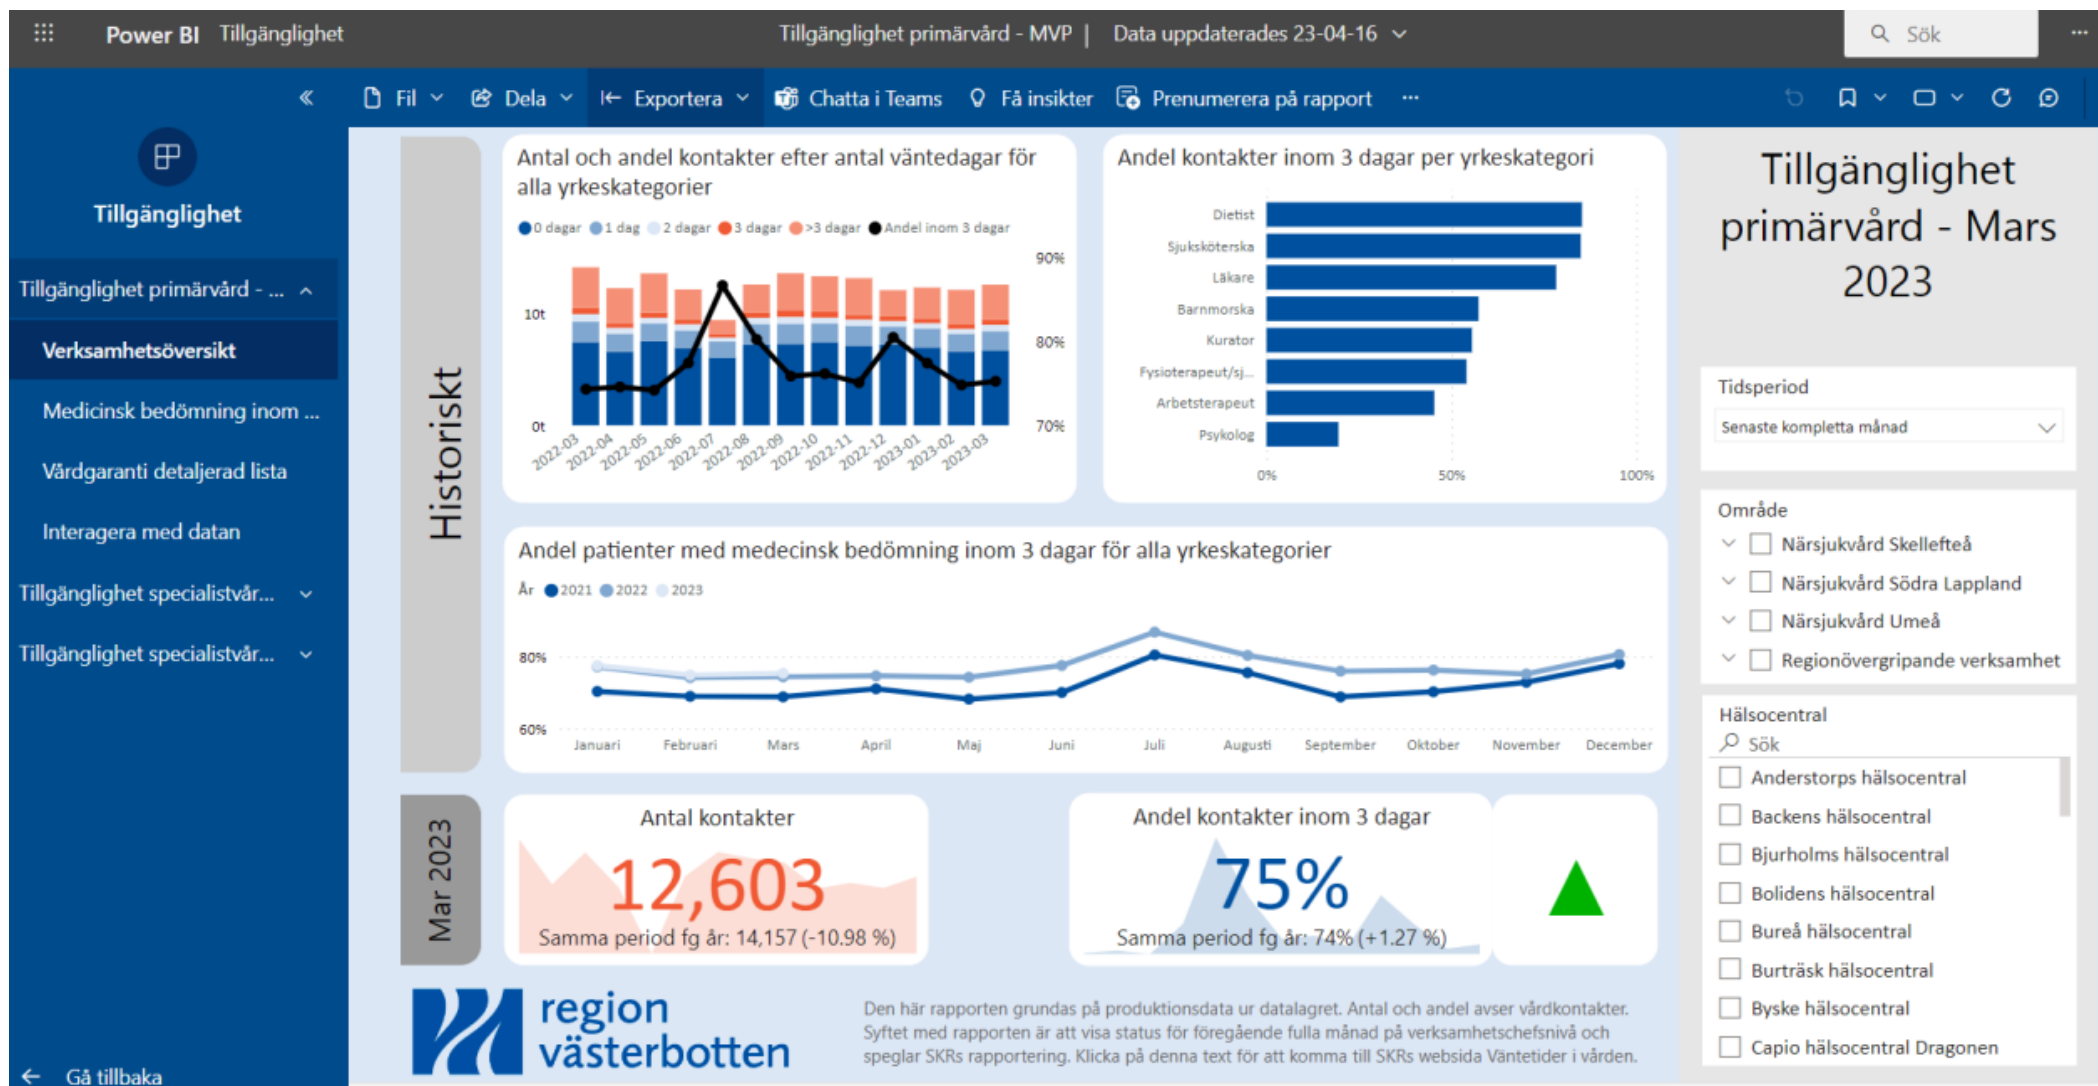 Power BI Tillgänglighet
Tillgänglighet primärvård - MVP | Data uppdaterades 23-04-16
Sök
Fil
Dela
Exportera
Chatta i Teams
Få insikter
Prenumerera på rapport
Tillgänglighet
Tillgänglighet primärvård - ...
Verksamhetsöversikt
Medicinsk bedömning inom ...
Vårdgaranti detaljerad lista
Interagera med datan
Tillgänglighet specialistvår...
Tillgänglighet specialistvår...
Gå tillbaka
Historiskt
Antal och andel kontakter efter antal väntedagar för
alla yrkeskategorier
0 dagar 1 dag 2 dagar 3 dagar >3 dagar Andel inom 3 dagar
10t
0t
90%
80%
70%
2022-03 2022-04 2022-05 2022-06 2022-07 2022-08 2022-09 2022-10 2022-11 2022-12 2023-01 2023-02 2023-03
Andel kontakter inom 3 dagar per yrkeskategori
Dietist
Sjuksköterska
Läkare
Barnmorska
Kurator
Fysioterapeut/sj...
Arbetsterapeut
Psykolog
0% 50% 100%
Andel patienter med medecinsk bedömning inom 3 dagar för alla yrkeskategorier
År 2021 2022 2023
80%
60%
Januari Februari Mars April Maj Juni Juli Augusti September Oktober November December
Mar 2023
Antal kontakter
12,603
Samma period fg år: 14,157 (-10.98 %)
Andel kontakter inom 3 dagar
75%
Samma period fg år: 74% (+1.27 %)
region
västerbotten
Den här rapporten grundas på produktionsdata ur datalagret. Antal och andel avser vårdkontakter.
Syftet med rapporten är att visa status för föregående fulla månad på verksamhetschefsnivå och
speglar SKRs rapportering. Klicka på denna text för att komma till SKRs websida Väntetider i vården.
Tillgänglighet
primärvård - Mars
2023
Tidsperiod
Senaste kompletta månad
Område
Närsjukvård Skellefteå
Närsjukvård Södra Lappland
Närsjukvård Umeå
Regionövergripande verksamhet
Hälsocentral
Sök
Anderstorps hälsocentral
Backens hälsocentral
Bjurholms hälsocentral
Bolidens hälsocentral
Bureå hälsocentral
Burträsk hälsocentral
Byske hälsocentral
Capio hälsocentral Dragonen